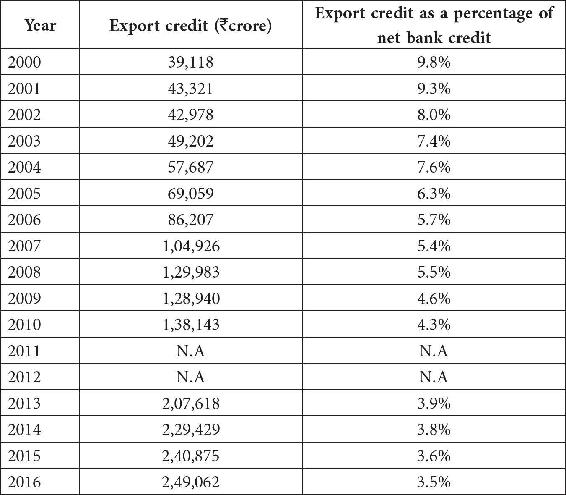 Year Export credit (₹crore) Export credit as a percentage of
net bank credit
2000 39,118 9.8%
2001 43,321 9.3%
2002 42,978 8.0%
2003 49,202 7.4%
2004 57,687 7.6%
2005 69,059 6.3%
2006 86,207 5.7%
2007 1,04,926 5.4%
2008 1,29,983 5.5%
2009 1,28,940 4.6%
2010 1,38,143 4.3%
2011 N.A N.A
2012 N.A N.A
2013 2,07,618 3.9%
2014 2,29,429 3.8%
2015 2,40,875 3.6%
2016 2,49,062 3.5%